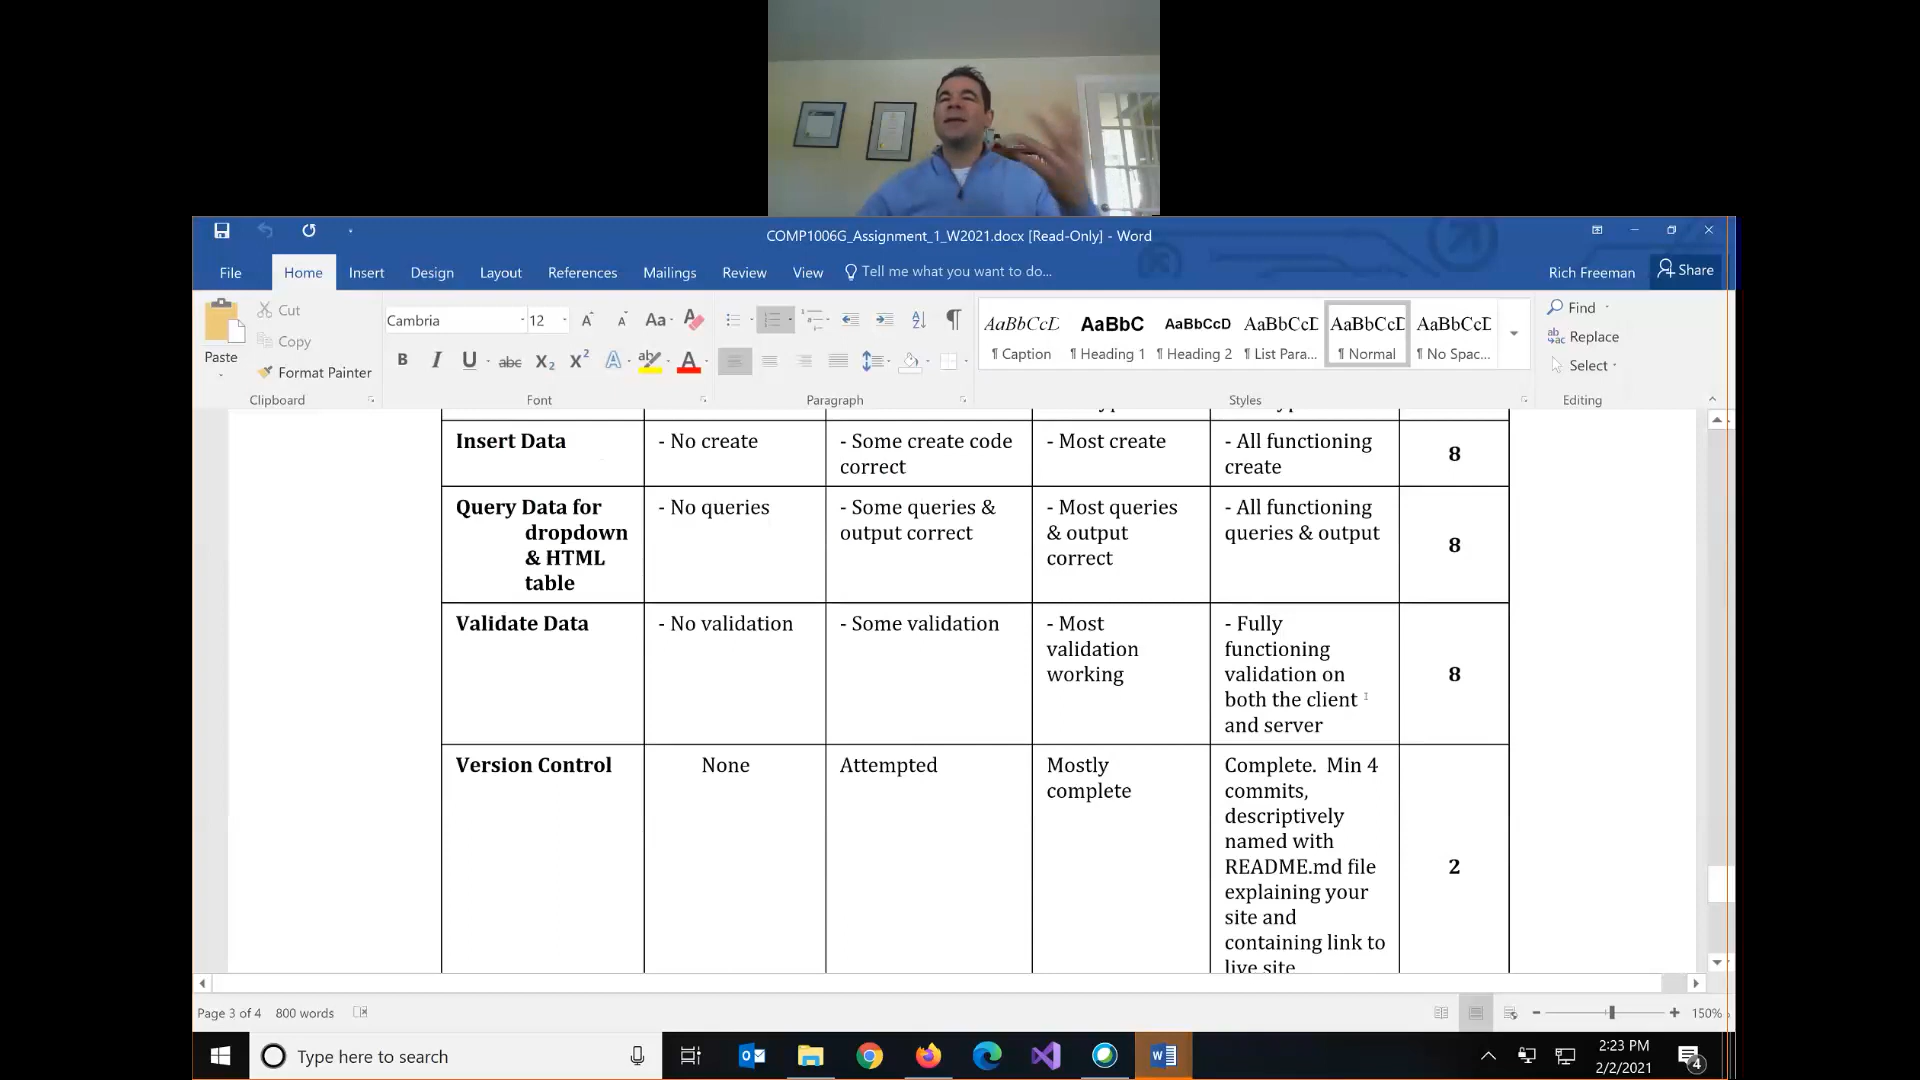 COMP1006G_Assignment_1_W2021.docx [Read-Only] - Word
File Home Insert Design Layout References Mailings Review View Tell me what you want to do... Rich Freeman Share
Paste
Cut
Copy
Format Painter
Clipboard
Cambria 12
Font
Paragraph
AaBbCcD AaBbC AaBbCcD AaBbCcD AaBbCcD AaBbCcD
¶ Caption ¶ Heading 1 ¶ Heading 2 ¶ List Para... ¶ Normal ¶ No Spac...
Styles
Find
Replace
Select
Editing
Insert Data
- No create
- Some create code
correct
- Most create
- All functioning
create
8
Query Data for
dropdown
& HTML
table
- No queries
- Some queries &
output correct
- Most queries
& output
correct
- All functioning
queries & output
8
Validate Data
- No validation
- Some validation
- Most
validation
working
- Fully
functioning
validation on
both the client
and server
8
Version Control
None
Attempted
Mostly
complete
Complete. Min 4
commits,
descriptively
named with
README.md file
explaining your
site and
containing link to
live site
2
Page 3 of 4 800 words 150%
Type here to search
2:23 PM
2/2/2021
4